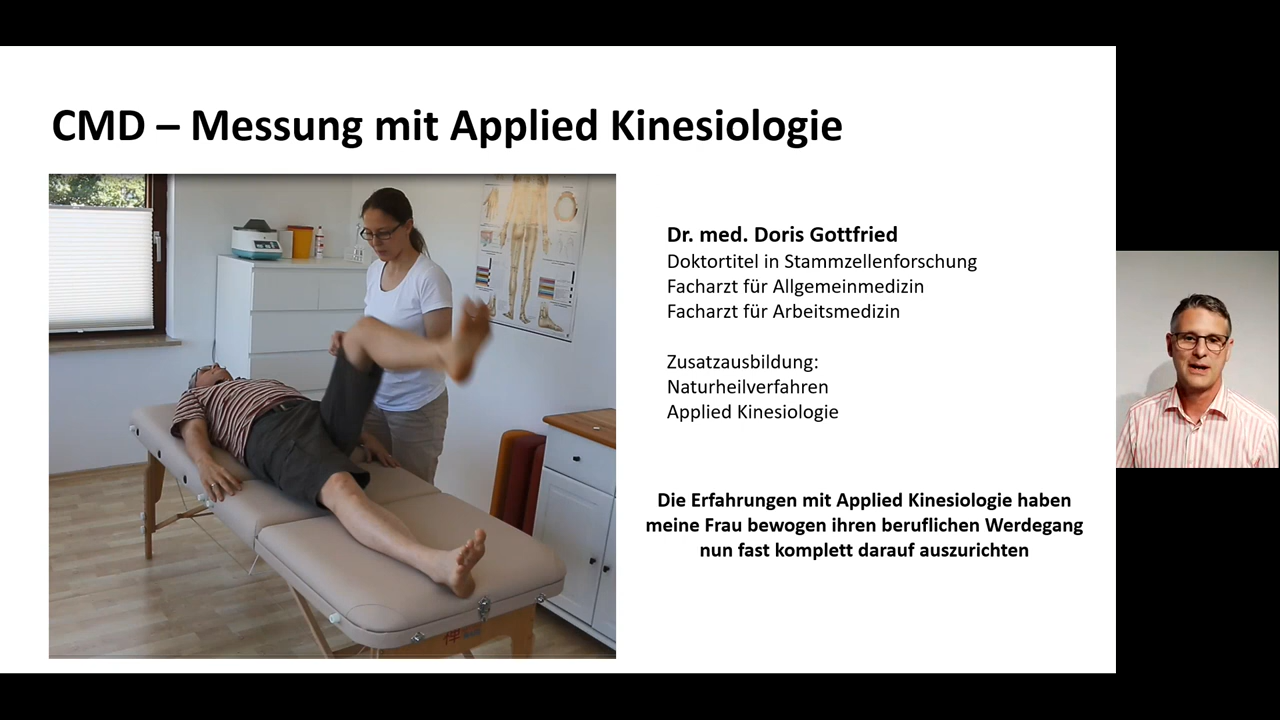 CMD – Messung mit Applied Kinesiologie
Dr. med. Doris Gottfried
Doktortitel in Stammzellenforschung
Facharzt für Allgemeinmedizin
Facharzt für Arbeitsmedizin
Zusatzausbildung:
Naturheilverfahren
Applied Kinesiologie
Die Erfahrungen mit Applied Kinesiologie haben
meine Frau bewogen ihren beruflichen Werdegang
nun fast komplett darauf auszurichten